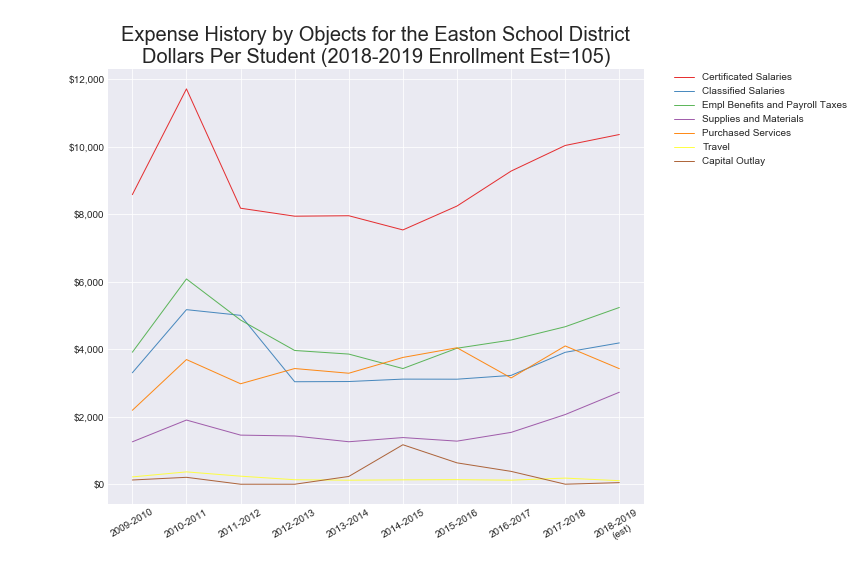 Expense History by Objects for the Easton School District
Dollars Per Student (2018-2019 Enrollment Est=105)
$12,000
$10,000
$8,000
$6,000
$4,000
$2,000
$0
2009-2010
2010-2011
2011-2012
2012-2013
2013-2014
2014-2015
2015-2016
2016-2017
2017-2018
2018-2019
(est)
Certificated Salaries
Classified Salaries
Empl Benefits and Payroll Taxes
Supplies and Materials
Purchased Services
Travel
Capital Outlay